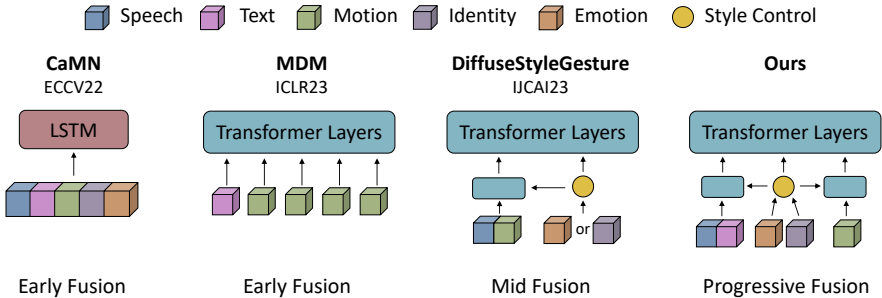 Speech Text Motion Identity Emotion Style Control
CaMN MDM DiffuseStyleGesture Ours
ECCV22 ICLR23 IJCAI23
LSTM Transformer Layers Transformer Layers Transformer Layers
or
Early Fusion Early Fusion Mid Fusion Progressive Fusion